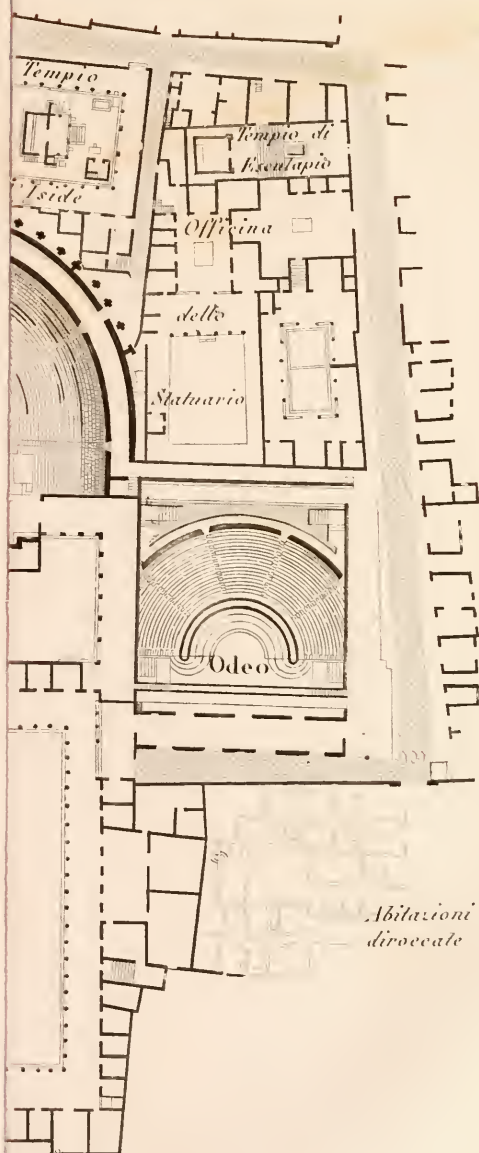 Tempio
d'Iside
Tempio di
Esculapio
Officina
dello
Statuario
Odeo
Abitazioni
diroccate